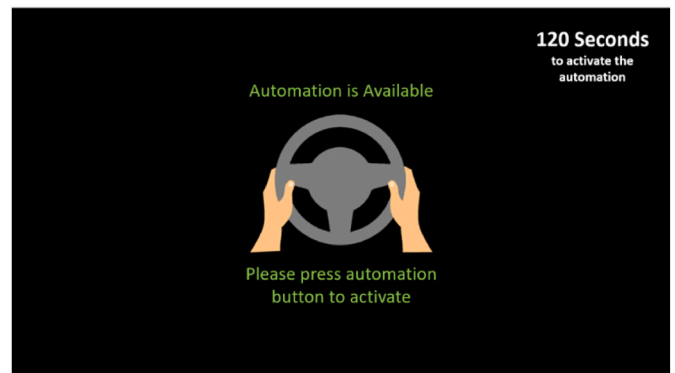 120 Seconds
to activate the
automation
Automation is Available
Please press automation
button to activate